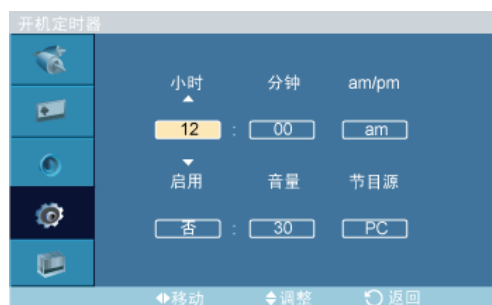 开机定时器
小时 分钟 am/pm
12 : 00 am
启用 音量 节目源
否 : 30 PC
移动 调整 返回